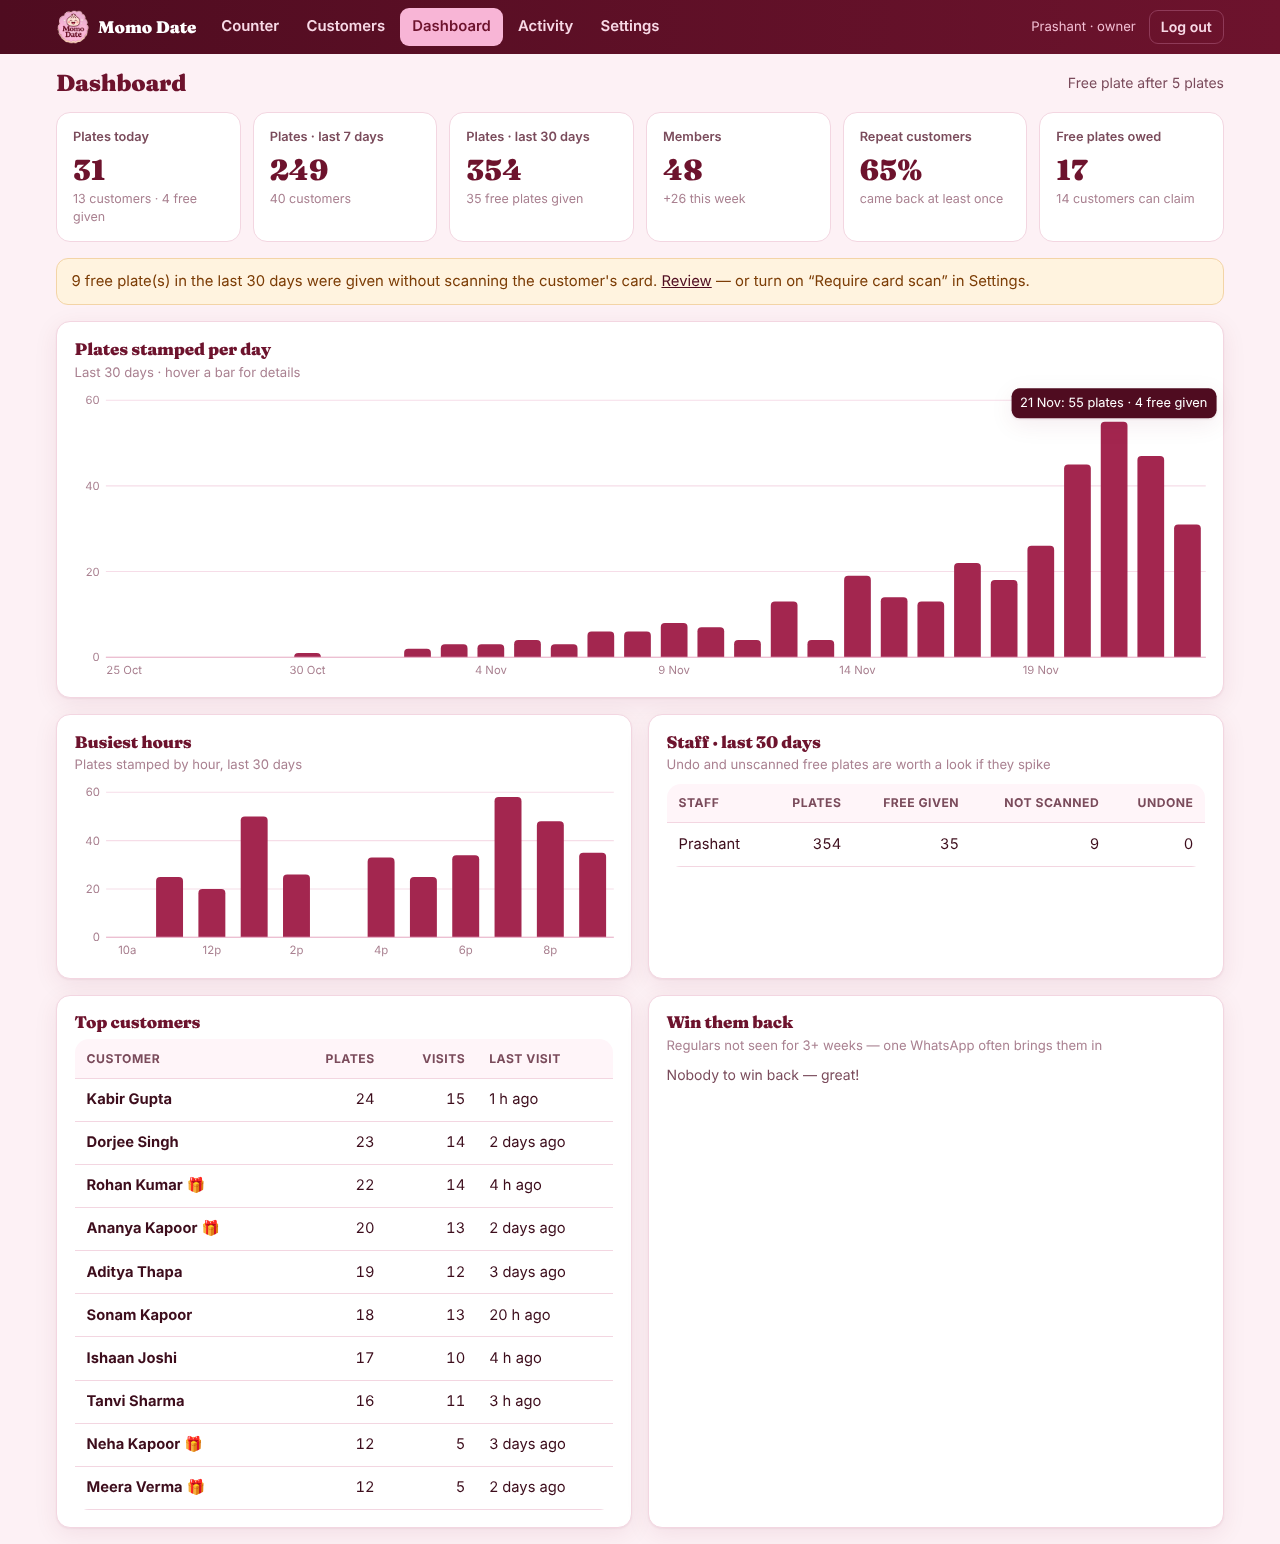 Momo Date
Momo Date
Counter
Customers
Dashboard
Activity
Settings
Prashant · owner
Log out
Dashboard
Free plate after 5 plates
Plates today
31
13 customers · 4 free
given
Plates · last 7 days
249
40 customers
Plates · last 30 days
354
35 free plates given
Members
48
+26 this week
Repeat customers
65%
came back at least once
Free plates owed
17
14 customers can claim
9 free plate(s) in the last 30 days were given without scanning the customer's card. Review — or turn on “Require card scan” in Settings.
Plates stamped per day
Last 30 days · hover a bar for details
21 Nov: 55 plates · 4 free given
60
40
20
0
25 Oct
30 Oct
4 Nov
9 Nov
14 Nov
19 Nov
Busiest hours
Plates stamped by hour, last 30 days
60
40
20
0
10a
12p
2p
4p
6p
8p
Staff · last 30 days
Undo and unscanned free plates are worth a look if they spike
STAFF PLATES FREE GIVEN NOT SCANNED UNDONE
Prashant 354 35 9 0
Top customers
CUSTOMER PLATES VISITS LAST VISIT
Kabir Gupta 24 15 1 h ago
Dorjee Singh 23 14 2 days ago
Rohan Kumar 🎁 22 14 4 h ago
Ananya Kapoor 🎁 20 13 2 days ago
Aditya Thapa 19 12 3 days ago
Sonam Kapoor 18 13 20 h ago
Ishaan Joshi 17 10 4 h ago
Tanvi Sharma 16 11 3 h ago
Neha Kapoor 🎁 12 5 3 days ago
Meera Verma 🎁 12 5 2 days ago
Win them back
Regulars not seen for 3+ weeks — one WhatsApp often brings them in
Nobody to win back — great!